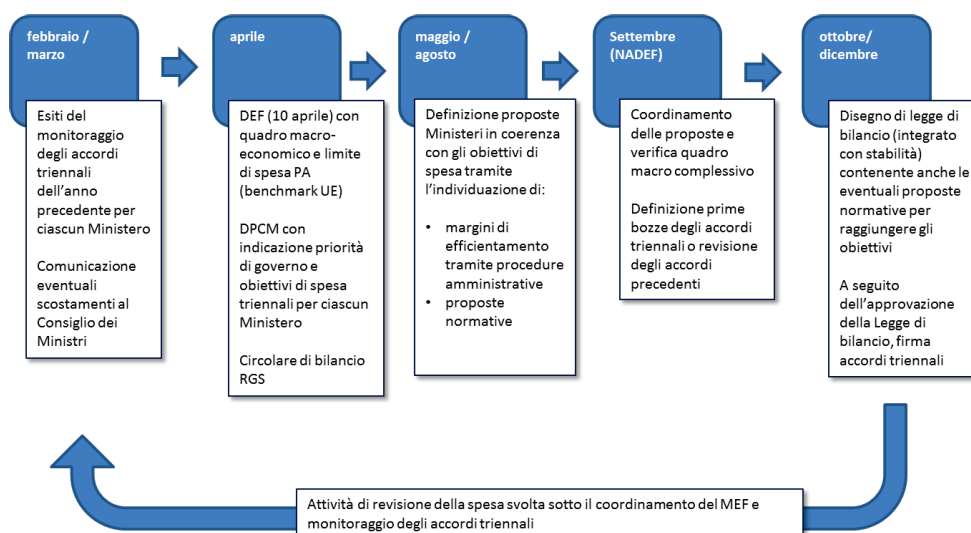 febbraio /
marzo
Esiti del
monitoraggio
degli accordi
triennali
dell'anno
precedente per
ciascun Ministero
Comunicazione
eventuali
scostamenti al
Consiglio dei
Ministri
aprile
DEF (10 aprile) con
quadro macro-
economico e limite
di spesa PA
(benchmark UE)
DPCM con
indicazione priorità
di governo e
obiettivi di spesa
triennali per ciascun
Ministero
Circolare di bilancio
RGS
maggio /
agosto
Definizione proposte
Ministeri in coerenza
con gli obiettivi di
spesa tramite
l'individuazione di:
• margini di
efficientamento
tramite procedure
amministrative
• proposte
normative
Settembre
(NADEF)
Coordinamento
delle proposte e
verifica quadro
macro complessivo
Definizione prime
bozze degli accordi
triennali o revisione
degli accordi
precedenti
ottobre/
dicembre
Disegno di legge di
bilancio (integrato
con stabilità)
contenente anche le
eventuali proposte
normative per
raggiungere gli
obiettivi
A seguito
dell'approvazione
della Legge di
bilancio, firma
accordi triennali
Attività di revisione della spesa svolta sotto il coordinamento del MEF e
monitoraggio degli accordi triennali